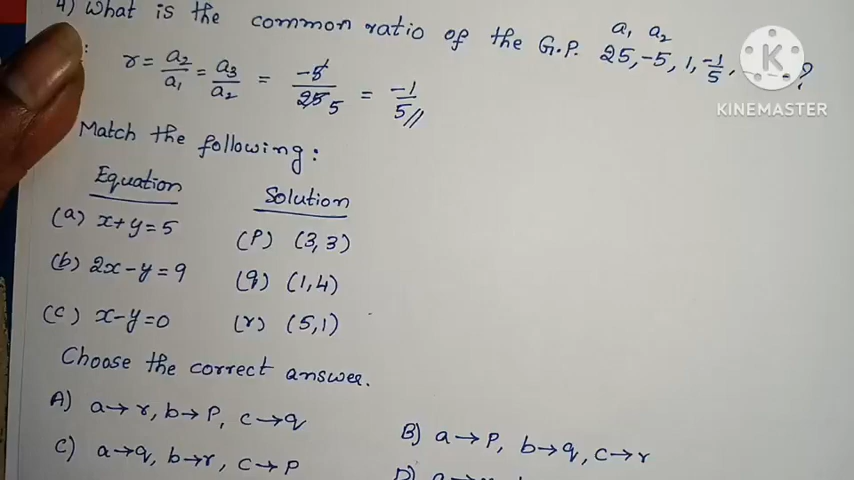 4) What is the common ratio of the G.P. 25, -5, 1, -1/5, - - - ?
a₁ a₂
r = a₂/a₁ = a₃/a₂ = -5/25 5 = -1/5 //
K
KINEMASTER
Match the following :
Equation Solution
(a) x+y=5 (P) (3,3)
(b) 2x-y=9 (q) (1,4)
(c) x-y=0 (r) (5,1)
Choose the correct answer.
A) a→r, b→P, c→q B) a→P, b→q, c→r
C) a→q, b→r, c→P D)